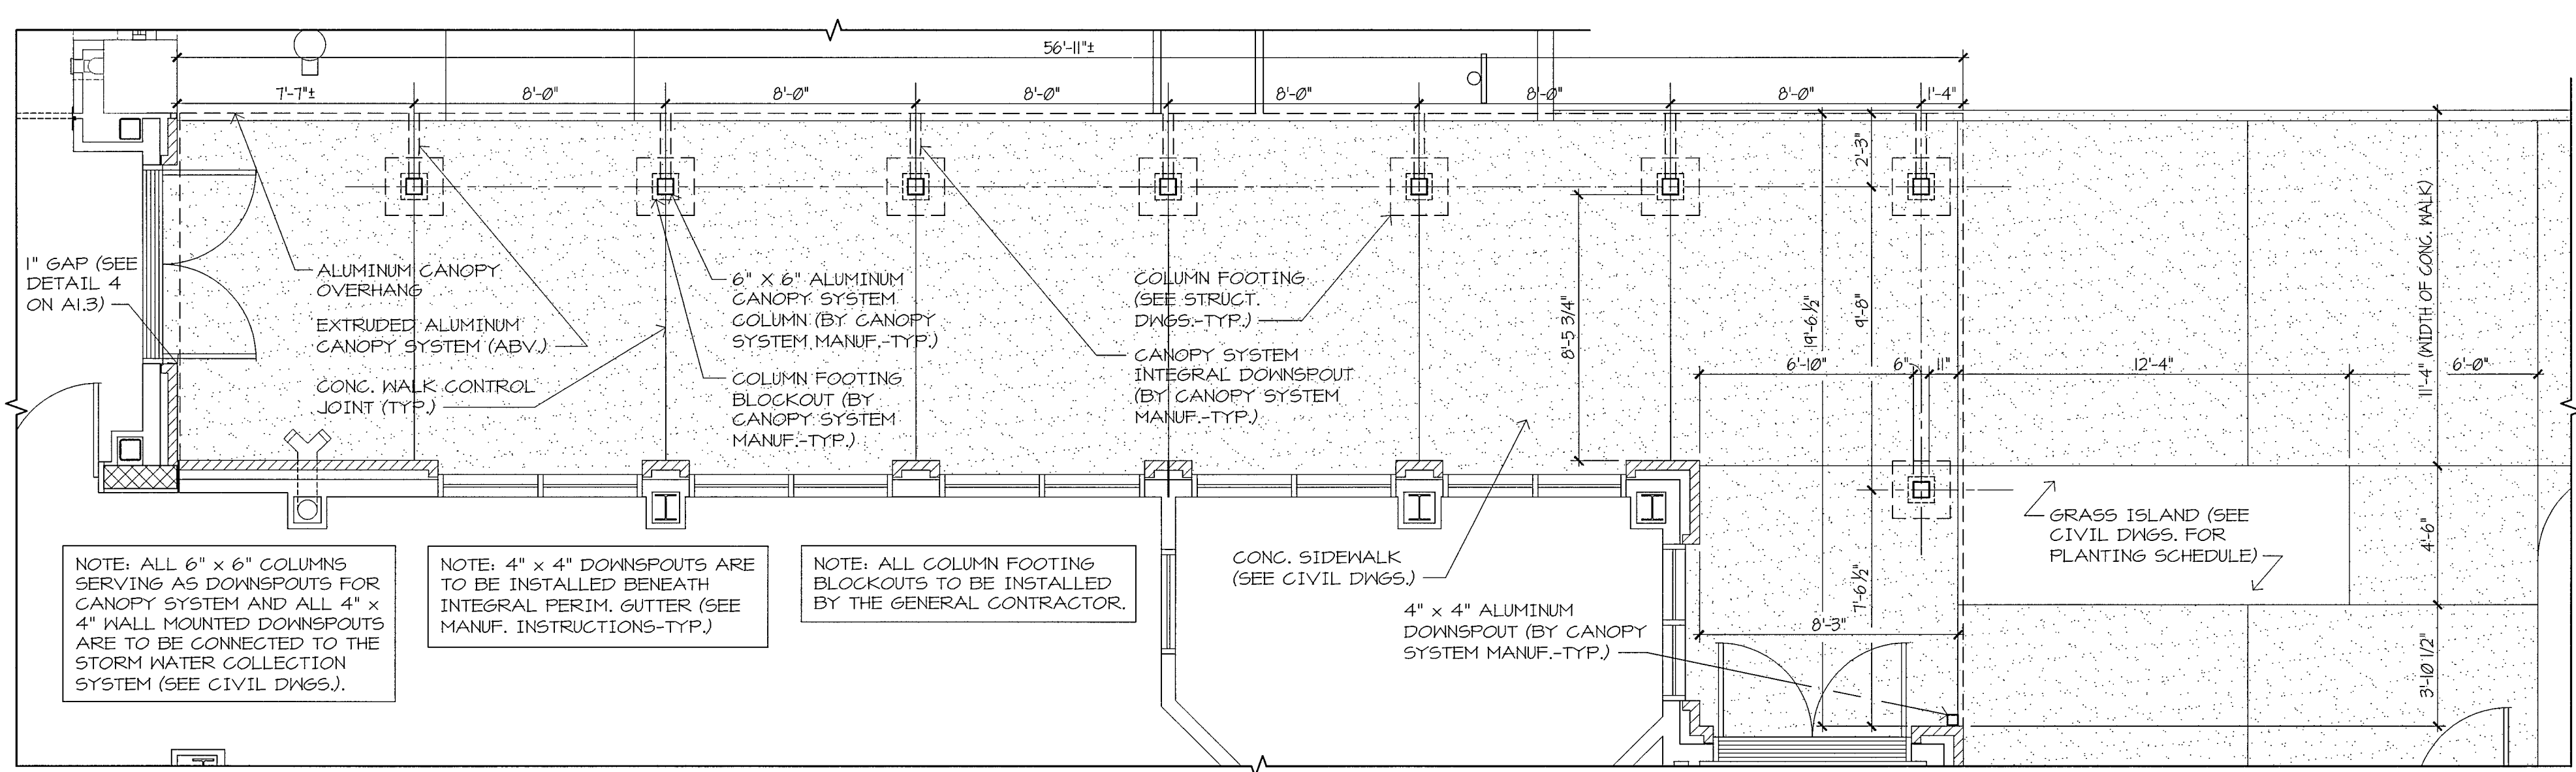 56'-11"±
7'-7"±
8'-0"
8'-0"
8'-0"
8'-0"
8'-0"
8'-0"
1'-4"
2'-3"
11'-4" (WIDTH OF CONC. WALK)
1" GAP (SEE
DETAIL 4
ON A1.3)
ALUMINUM CANOPY
OVERHANG
EXTRUDED ALUMINUM
CANOPY SYSTEM (ABV.)
CONC. WALK CONTROL
JOINT (TYP.)
6" X 6" ALUMINUM
CANOPY SYSTEM
COLUMN (BY CANOPY
SYSTEM MANUF.-TYP.)
COLUMN FOOTING
BLOCKOUT (BY
CANOPY SYSTEM
MANUF.-TYP.)
COLUMN FOOTING
(SEE STRUCT.
DWGS.-TYP.)
CANOPY SYSTEM
INTEGRAL DOWNSPOUT
(BY CANOPY SYSTEM
MANUF.-TYP.)
8'-5 3/4"
19'-6 1/2"
9'-8"
6'-10"
6"
11"
12'-4"
6'-0"
NOTE: ALL 6" x 6" COLUMNS
SERVING AS DOWNSPOUTS FOR
CANOPY SYSTEM AND ALL 4" x
4" WALL MOUNTED DOWNSPOUTS
ARE TO BE CONNECTED TO THE
STORM WATER COLLECTION
SYSTEM (SEE CIVIL DWGS.).
NOTE: 4" x 4" DOWNSPOUTS ARE
TO BE INSTALLED BENEATH
INTEGRAL PERIM. GUTTER (SEE
MANUF. INSTRUCTIONS-TYP.)
NOTE: ALL COLUMN FOOTING
BLOCKOUTS TO BE INSTALLED
BY THE GENERAL CONTRACTOR.
CONC. SIDEWALK
(SEE CIVIL DWGS.)
4" x 4" ALUMINUM
DOWNSPOUT (BY CANOPY
SYSTEM MANUF.-TYP.)
7'-6 1/2"
8'-3"
GRASS ISLAND (SEE
CIVIL DWGS. FOR
PLANTING SCHEDULE)
4'-6"
3'-10 1/2"